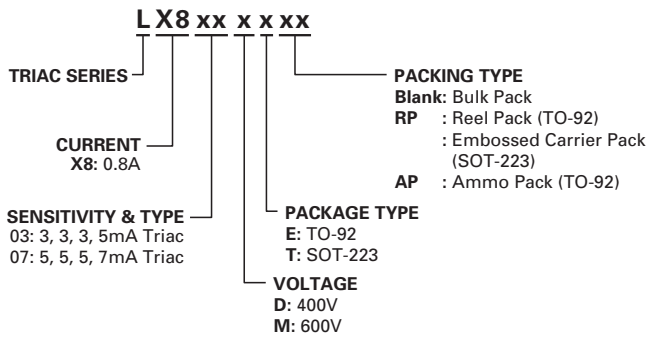 L X8 xx x x xx
TRIAC SERIES
CURRENT
X8: 0.8A
SENSITIVITY & TYPE
03: 3, 3, 3, 5mA Triac
07: 5, 5, 5, 7mA Triac
PACKING TYPE
Blank: Bulk Pack
RP : Reel Pack (TO-92)
: Embossed Carrier Pack
(SOT-223)
AP : Ammo Pack (TO-92)
PACKAGE TYPE
E: TO-92
T: SOT-223
VOLTAGE
D: 400V
M: 600V